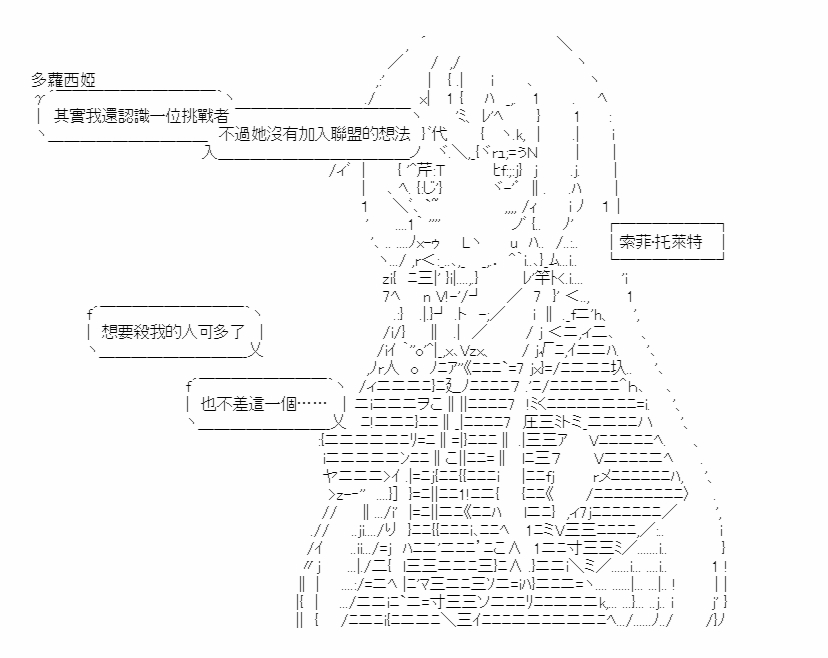 多蘿西婭
其實我還認識一位挑戰者
不過她沒有加入聯盟的想法
索菲·托萊特
想要殺我的人可多了
也不差這一個……